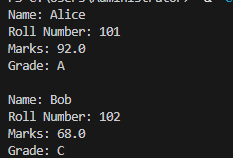 Name: Alice
Roll Number: 101
Marks: 92.0
Grade: A
Name: Bob
Roll Number: 102
Marks: 68.0
Grade: C